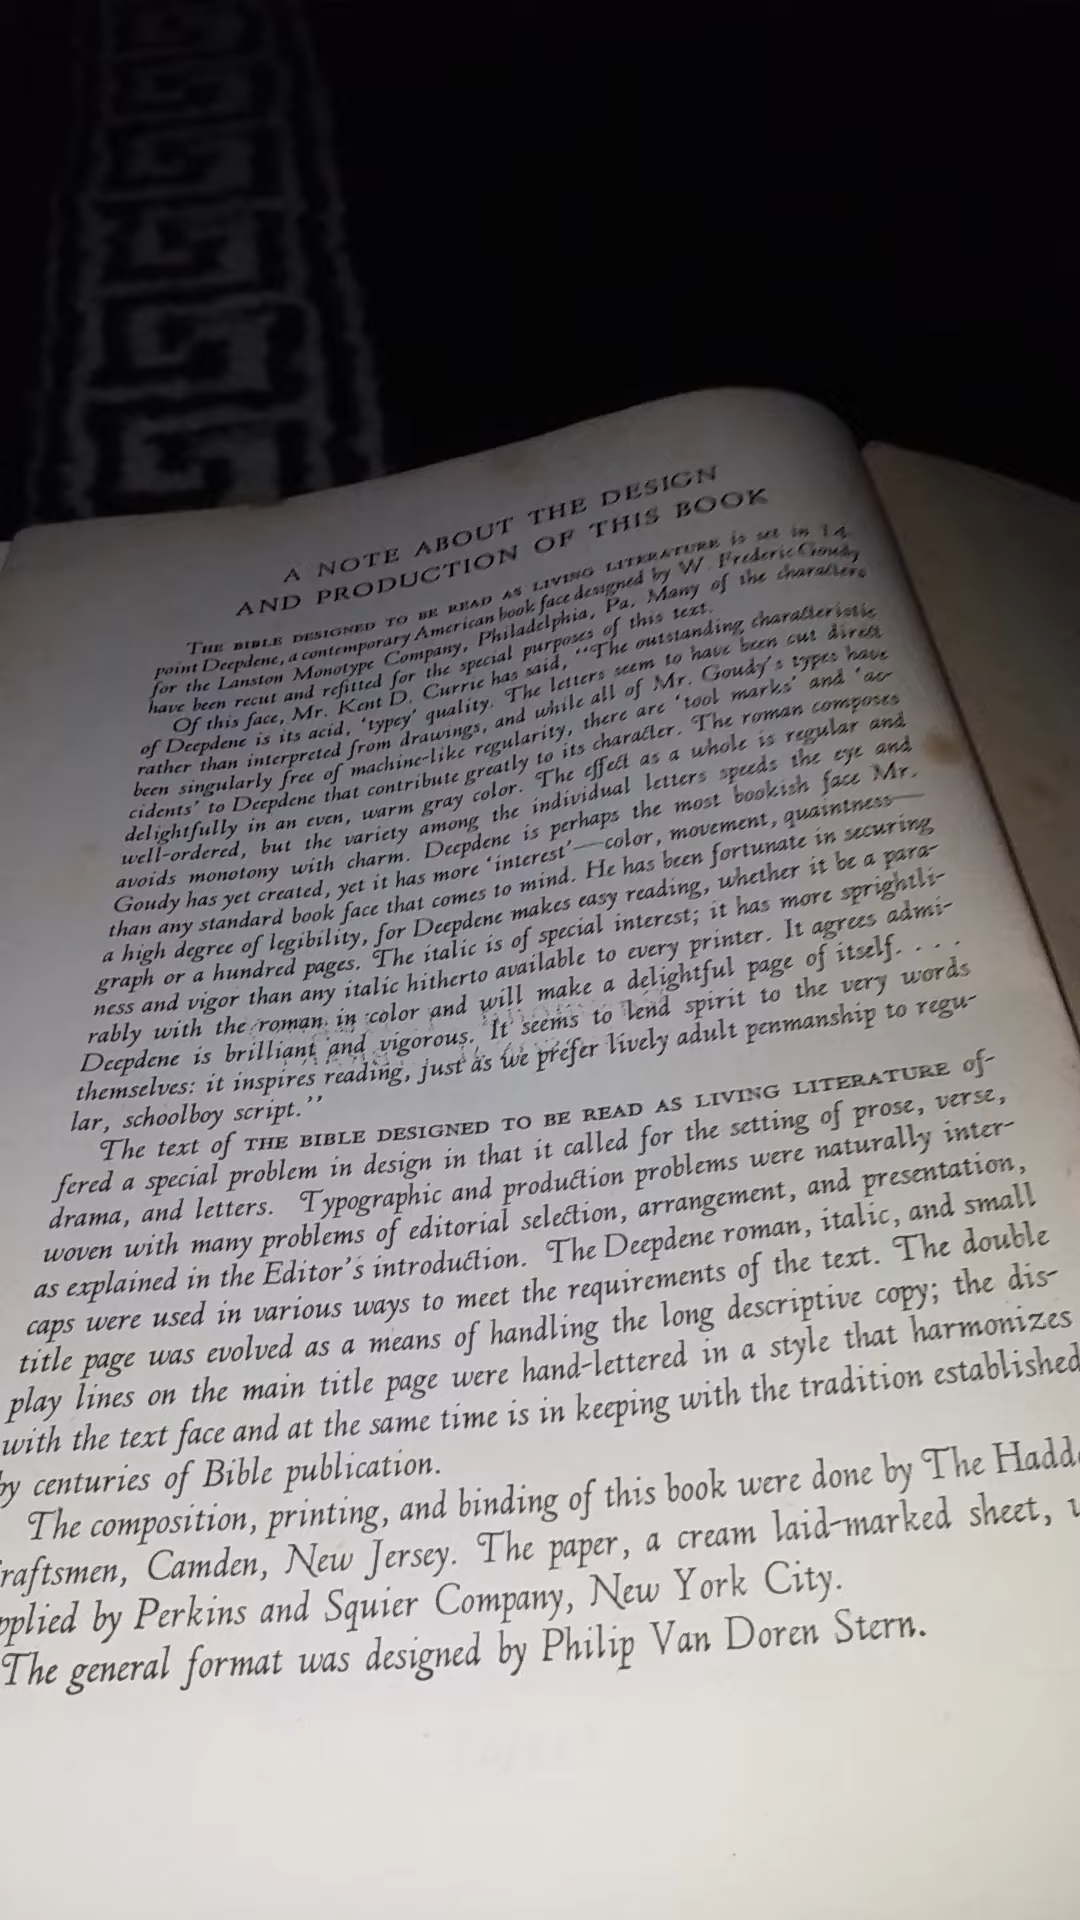 A NOTE ABOUT THE DESIGN
AND PRODUCTION OF THIS BOOK
THE BIBLE DESIGNED TO BE READ AS LIVING LITERATURE is set in 14
point Deepdene, a contemporary American book face designed by W. Frederic Goudy
for the Lanston Monotype Company, Philadelphia, Pa. Many of the characters
have been recut and refitted for the special purposes of this text.
Of this face, Mr. Kent D. Currie has said, “The outstanding characteristic
of Deepdene is its acid, ‘typey’ quality. The letters seem to have been cut direct
rather than interpreted from drawings, and while all of Mr. Goudy’s types have
been singularly free of machine-like regularity, there are ‘tool marks’ and ‘ac-
cidents’ to Deepdene that contribute greatly to its character. The roman composes
delightfully in an even, warm gray color. The effect as a whole is regular and
well-ordered, but the variety among the individual letters speeds the eye and
avoids monotony with charm. Deepdene is perhaps the most bookish face Mr.
Goudy has yet created, yet it has more ‘interest’—color, movement, quaintness—
than any standard book face that comes to mind. He has been fortunate in securing
a high degree of legibility, for Deepdene makes easy reading, whether it be a para-
graph or a hundred pages. The italic is of special interest; it has more sprightli-
ness and vigor than any italic hitherto available to every printer. It agrees admi-
rably with the roman in color and will make a delightful page of itself. . . .
Deepdene is brilliant and vigorous. It seems to lend spirit to the very words
themselves: it inspires reading, just as we prefer lively adult penmanship to regu-
lar, schoolboy script.”
The text of THE BIBLE DESIGNED TO BE READ AS LIVING LITERATURE of-
fered a special problem in design in that it called for the setting of prose, verse,
drama, and letters. Typographic and production problems were naturally inter-
woven with many problems of editorial selection, arrangement, and presentation,
as explained in the Editor’s introduction. The Deepdene roman, italic, and small
caps were used in various ways to meet the requirements of the text. The double
title page was evolved as a means of handling the long descriptive copy; the dis-
play lines on the main title page were hand-lettered in a style that harmonizes
with the text face and at the same time is in keeping with the tradition established
by centuries of Bible publication.
The composition, printing, and binding of this book were done by The Hadd
raftsmen, Camden, New Jersey. The paper, a cream laid-marked sheet,
pplied by Perkins and Squier Company, New York City.
The general format was designed by Philip Van Doren Stern.